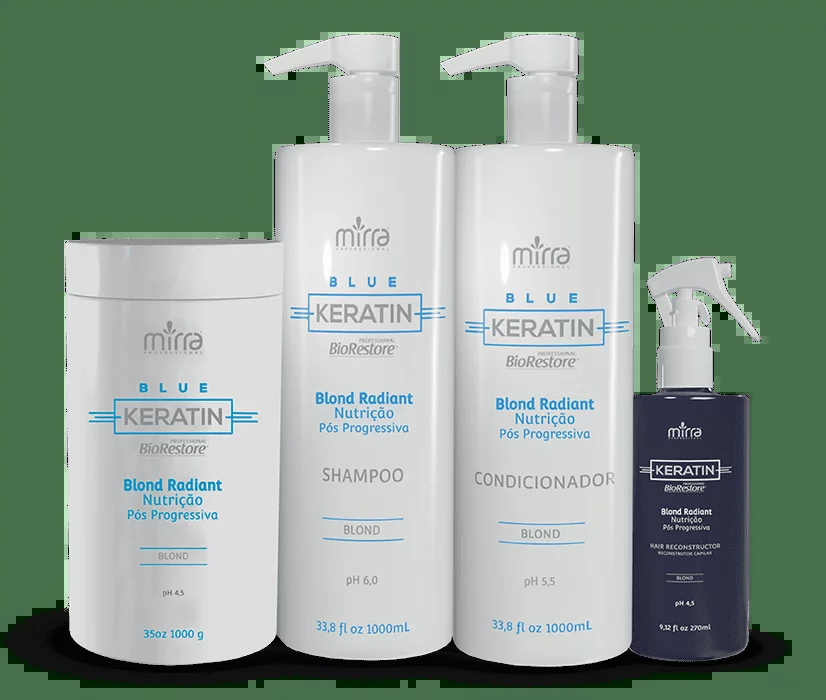 mirra
PROFESSIONAL
BLUE
KERATIN
PROFESSIONAL
BioRestore
Blond Radiant
Nutrição
Pós Progressiva
BLOND
pH 4,5
35oz 1000 g
mirra
PROFESSIONAL
BLUE
KERATIN
PROFESSIONAL
BioRestore
Blond Radiant
Nutrição
Pós Progressiva
SHAMPOO
BLOND
pH 6,0
33,8 fl oz 1000mL
mirra
PROFESSIONAL
BLUE
KERATIN
PROFESSIONAL
BioRestore
Blond Radiant
Nutrição
Pós Progressiva
CONDICIONADOR
BLOND
pH 5,5
33,8 fl oz 1000mL
mirra
PROFESSIONAL
KERATIN
PROFESSIONAL
BioRestore
Blond Radiant
Nutrição
Pós Progressiva
HAIR RECONSTRUCTOR
RECONSTRUTOR CAPILAR
BLOND
pH 4,5
9,12 fl oz 270mL